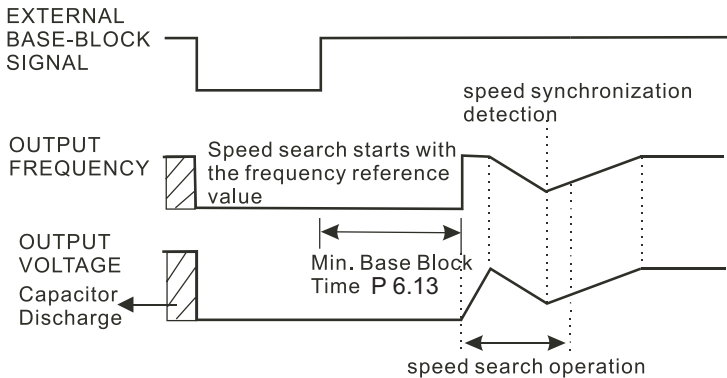 EXTERNAL
BASE-BLOCK
SIGNAL
speed synchronization
detection
OUTPUT
FREQUENCY
Speed search starts with
the frequency reference
value
OUTPUT
VOLTAGE
Capacitor
Discharge
Min. Base Block
Time P 6.13
speed search operation